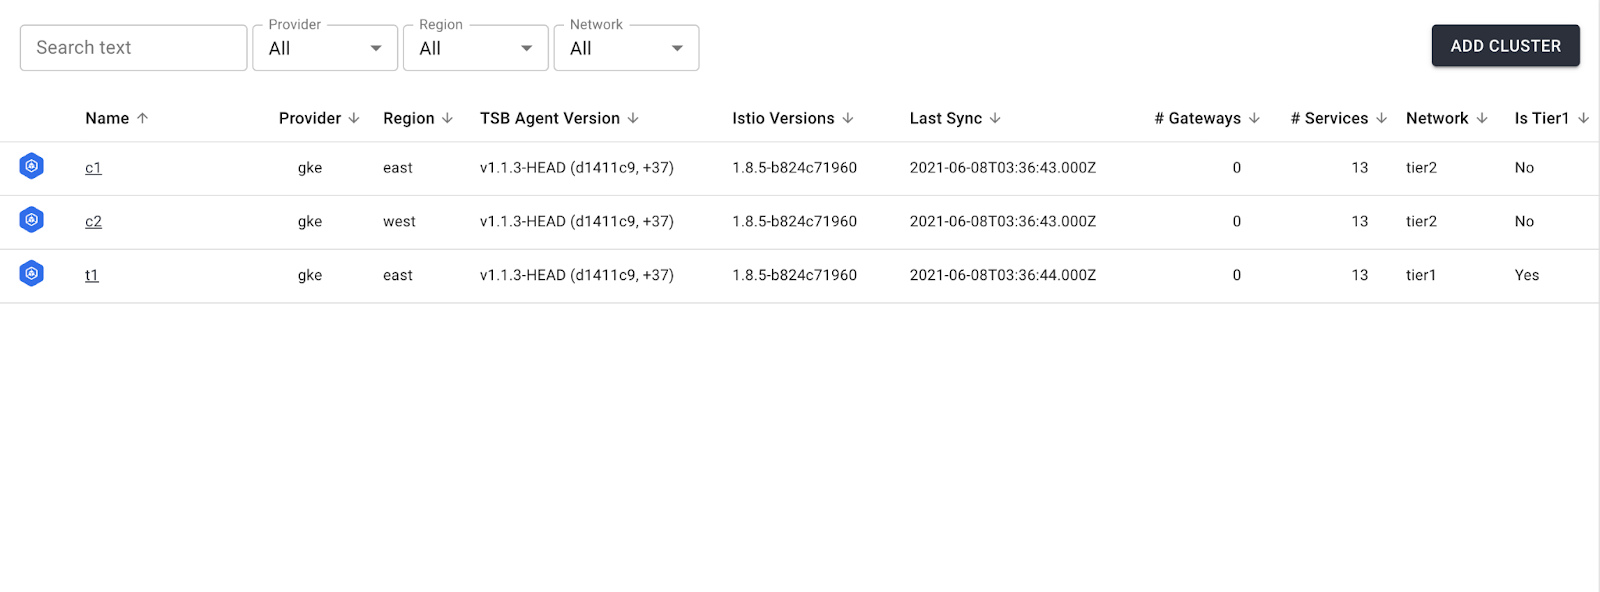 Provider Region Network
Search text All All All ADD CLUSTER
Name Provider Region TSB Agent Version Istio Versions Last Sync # Gateways # Services Network Is Tier1
c1 gke east v1.1.3-HEAD (d1411c9, +37) 1.8.5-b824c71960 2021-06-08T03:36:43.000Z 0 13 tier2 No
c2 gke west v1.1.3-HEAD (d1411c9, +37) 1.8.5-b824c71960 2021-06-08T03:36:43.000Z 0 13 tier2 No
t1 gke east v1.1.3-HEAD (d1411c9, +37) 1.8.5-b824c71960 2021-06-08T03:36:44.000Z 0 13 tier1 Yes